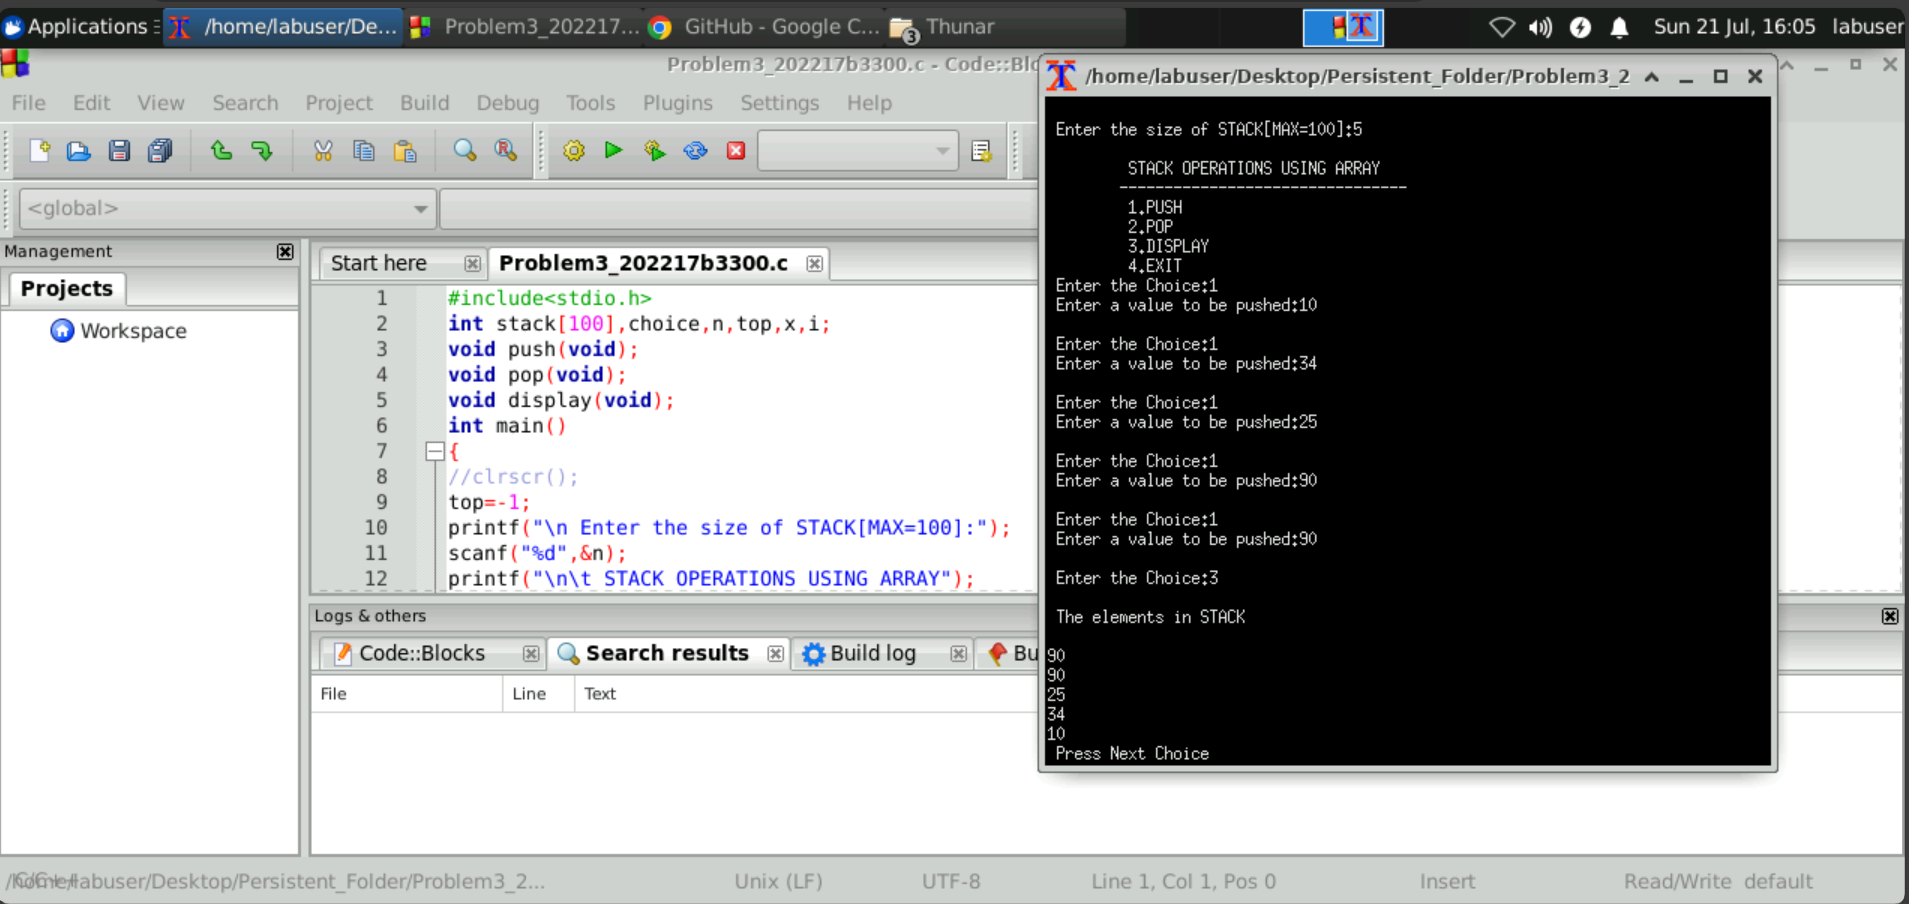 Applications /home/labuser/De... Problem3_202217... GitHub - Google C... 3 Thunar Sun 21 Jul, 16:05 labuser
Problem3_202217b3300.c - Code::Blo
File Edit View Search Project Build Debug Tools Plugins Settings Help
<global>
Management
Projects
Workspace
Start here Problem3_202217b3300.c
1 #include<stdio.h>
2 int stack[100],choice,n,top,x,i;
3 void push(void);
4 void pop(void);
5 void display(void);
6 int main()
7 {
8 //clrscr();
9 top=-1;
10 printf("\n Enter the size of STACK[MAX=100]:");
11 scanf("%d",&n);
12 printf("\n\t STACK OPERATIONS USING ARRAY");
Logs & others
Code::Blocks Search results Build log Bu
File Line Text
/home/labuser/Desktop/Persistent_Folder/Problem3_2... C/C++ Unix (LF) UTF-8 Line 1, Col 1, Pos 0 Insert Read/Write default
/home/labuser/Desktop/Persistent_Folder/Problem3_2
Enter the size of STACK[MAX=100]:5
STACK OPERATIONS USING ARRAY
--------------------------------
1.PUSH
2.POP
3.DISPLAY
4.EXIT
Enter the Choice:1
Enter a value to be pushed:10
Enter the Choice:1
Enter a value to be pushed:34
Enter the Choice:1
Enter a value to be pushed:25
Enter the Choice:1
Enter a value to be pushed:90
Enter the Choice:1
Enter a value to be pushed:90
Enter the Choice:3
The elements in STACK
90
90
25
34
10
Press Next Choice